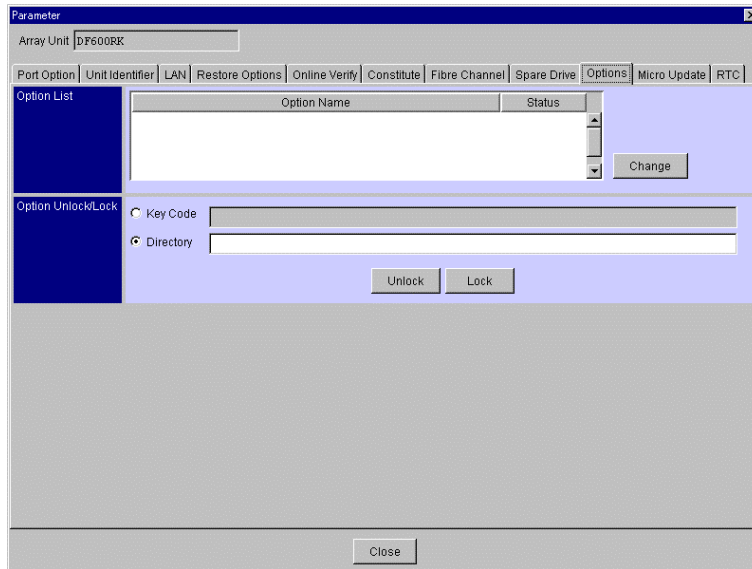 Parameter
Array Unit DF600RK
Port Option Unit Identifier LAN Restore Options Online Verify Constitute Fibre Channel Spare Drive Options Micro Update RTC
Option List
Option Name Status
Change
Option Unlock/Lock
Key Code
Directory
Unlock Lock
Close